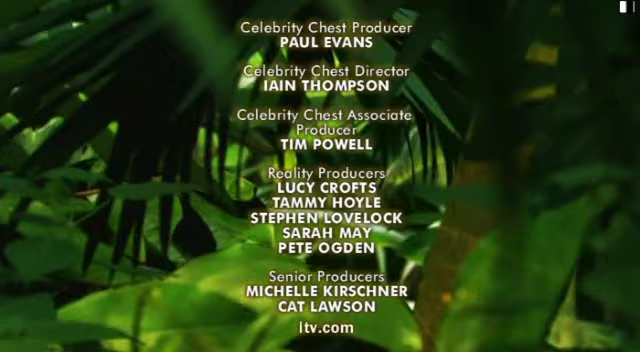 Celebrity Chest Producer
PAUL EVANS
Celebrity Chest Director
IAIN THOMPSON
Celebrity Chest Associate
Producer
TIM POWELL
Reality Producers
LUCY CROFTS
TAMMY HOYLE
STEPHEN LOVELOCK
SARAH MAY
PETE OGDEN
Senior Producers
MICHELLE KIRSCHNER
CAT LAWSON
itv.com